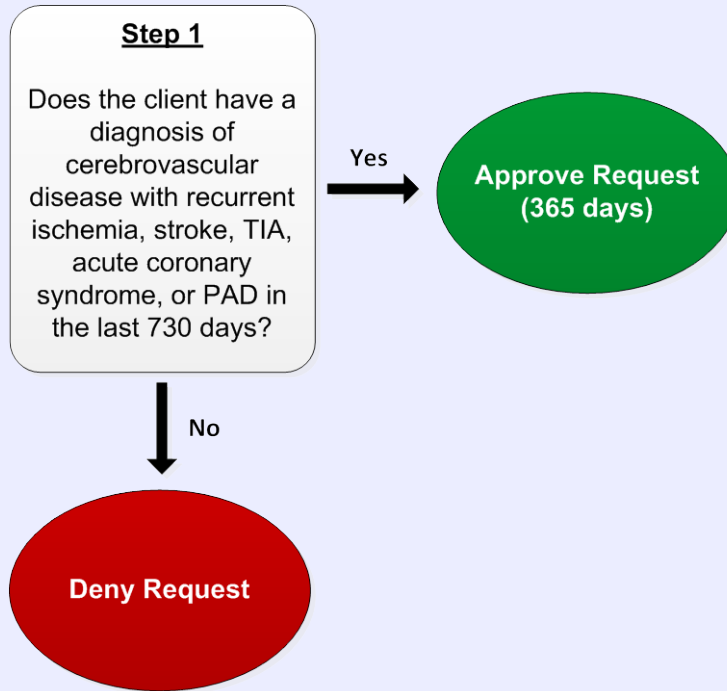 Step 1
Does the client have a
diagnosis of
cerebrovascular
disease with recurrent
ischemia, stroke, TIA,
acute coronary
syndrome, or PAD in
the last 730 days?
Yes
Approve Request
(365 days)
No
Deny Request